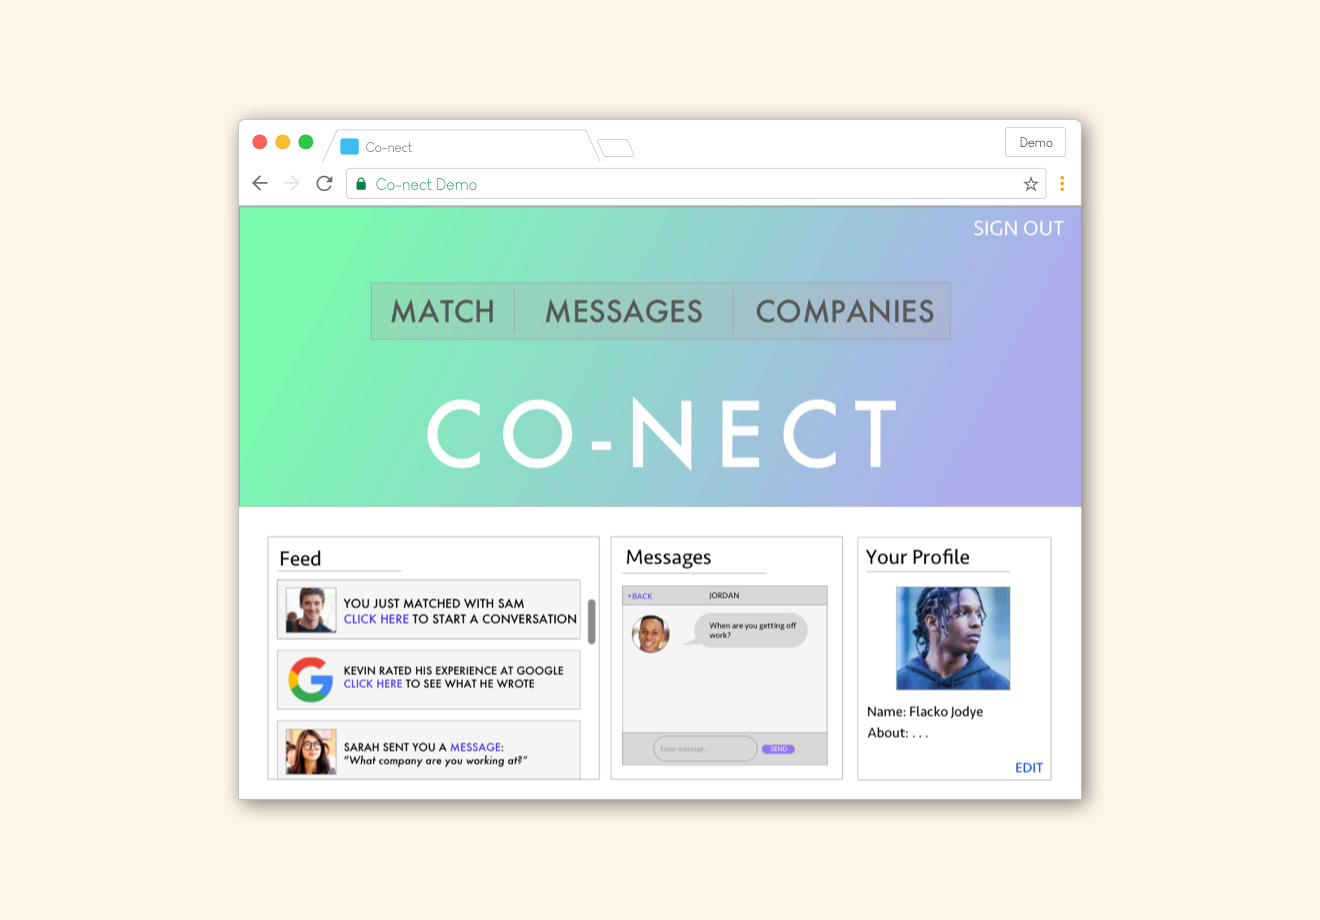 Co-nect
Demo
Co-nect Demo
SIGN OUT
MATCH
MESSAGES
COMPANIES
CO-NECT
Feed
YOU JUST MATCHED WITH SAM
CLICK HERE TO START A CONVERSATION
KEVIN RATED HIS EXPERIENCE AT GOOGLE
CLICK HERE TO SEE WHAT HE WROTE
SARAH SENT YOU A MESSAGE:
"What company are you working at?"
Messages
BACK
JORDAN
When are you getting off
work?
Enter message...
SEND
Your Profile
Name: Flacko Jodye
About: . . .
EDIT